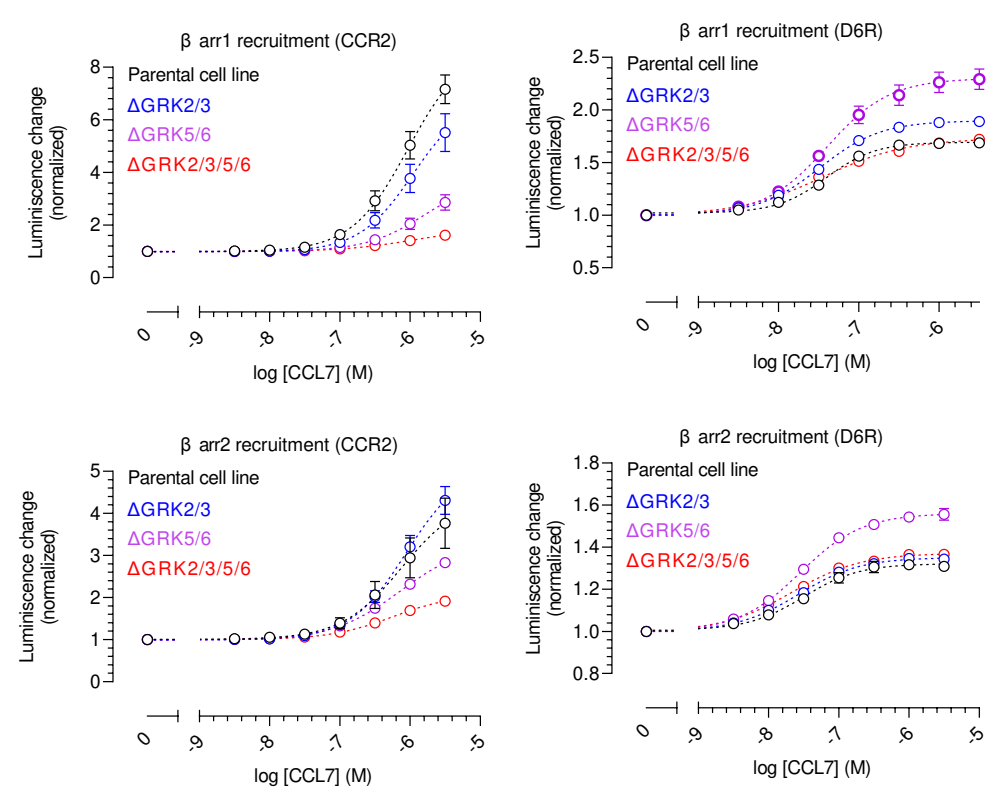 β arr1 recruitment (CCR2)
Luminiscence change
(normalized)
8
6
4
2
0
Parental cell line
ΔGRK2/3
ΔGRK5/6
ΔGRK2/3/5/6
0
-9
-8
-7
-6
-5
log [CCL7] (M)
β arr1 recruitment (D6R)
Luminiscence change
(normalized)
2.5
2.0
1.5
1.0
0.5
Parental cell line
ΔGRK2/3
ΔGRK5/6
ΔGRK2/3/5/6
0
-9
-8
-7
-6
log [CCL7] (M)
β arr2 recruitment (CCR2)
Luminiscence change
(normalized)
5
4
3
2
1
0
Parental cell line
ΔGRK2/3
ΔGRK5/6
ΔGRK2/3/5/6
0
-9
-8
-7
-6
-5
log [CCL7] (M)
β arr2 recruitment (D6R)
Luminiscence change
(normalized)
1.8
1.6
1.4
1.2
1.0
0.8
Parental cell line
ΔGRK2/3
ΔGRK5/6
ΔGRK2/3/5/6
0
-9
-8
-7
-6
-5
log [CCL7] (M)